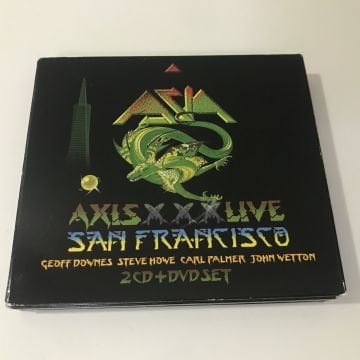 ASIA
AXIS XXX LIVE
SAN FRANCISCO
GEOFF DOWNES STEVE HOWE CARL PALMER JOHN WETTON
2CD+DVD SET